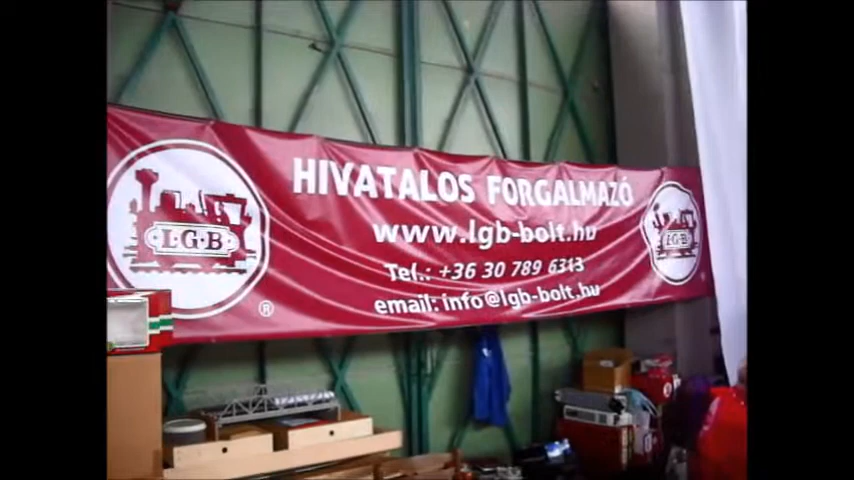 HIVATALOS FORGALMAZÓ
www.lgb-bolt.hu
Tel.: +36 30 789 6313
email: info@lgb-bolt.hu
LGB
®
LGB